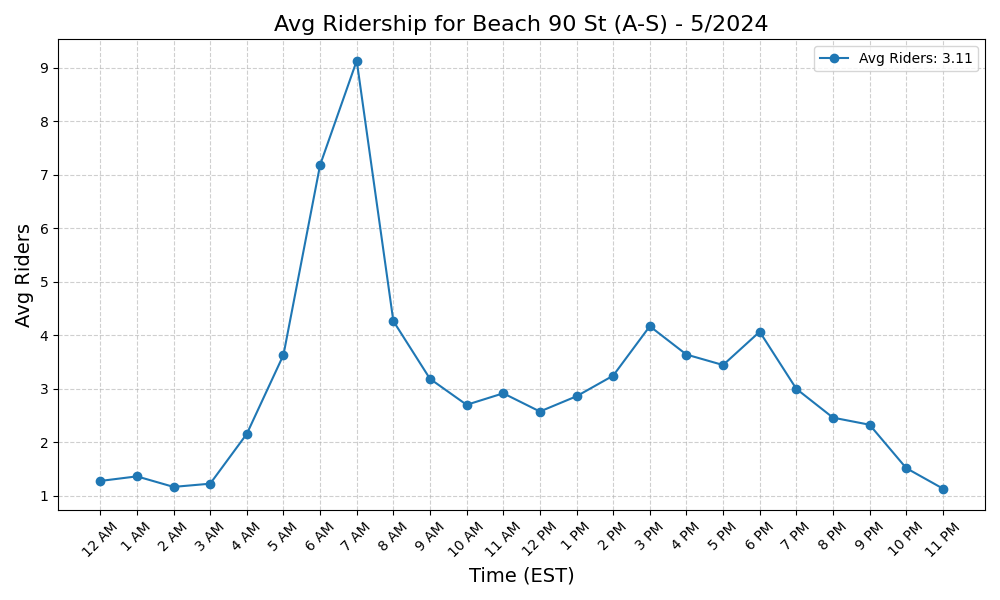 Avg Ridership for Beach 90 St (A-S) - 5/2024
Avg Riders: 3.11
Avg Riders
9
8
7
6
5
4
3
2
1
12 AM
1 AM
2 AM
3 AM
4 AM
5 AM
6 AM
7 AM
8 AM
9 AM
10 AM
11 AM
12 PM
1 PM
2 PM
3 PM
4 PM
5 PM
6 PM
7 PM
8 PM
9 PM
10 PM
11 PM
Time (EST)